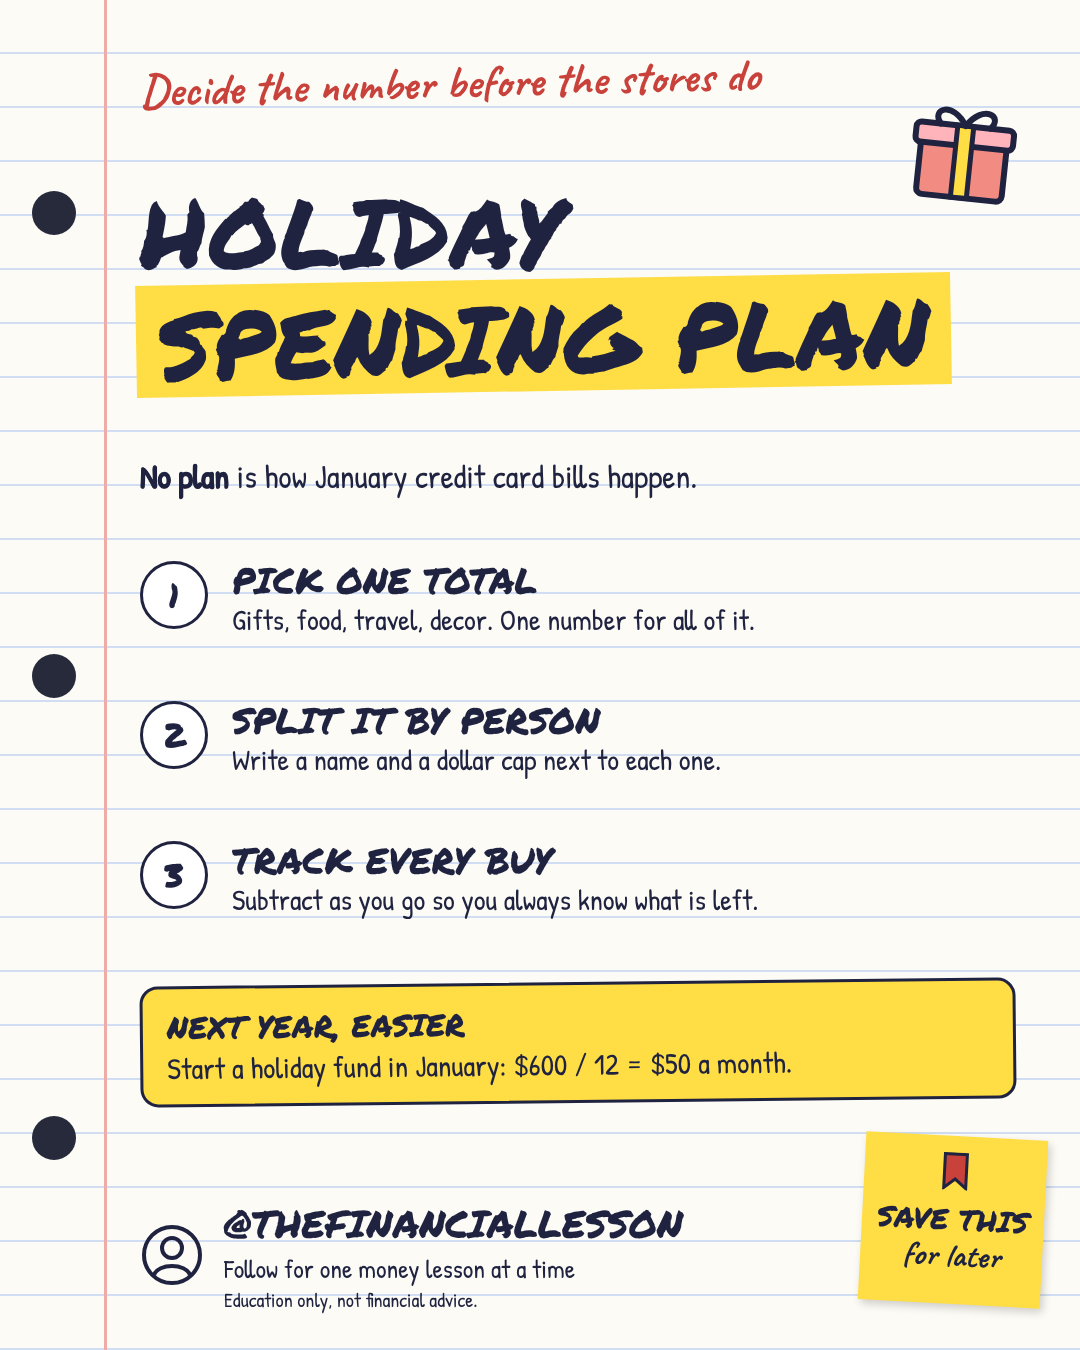 Decide the number before the stores do
HOLIDAY
SPENDING PLAN
No plan is how January credit card bills happen.
1
PICK ONE TOTAL
Gifts, food, travel, decor. One number for all of it.
2
SPLIT IT BY PERSON
Write a name and a dollar cap next to each one.
3
TRACK EVERY BUY
Subtract as you go so you always know what is left.
NEXT YEAR, EASIER
Start a holiday fund in January: $600 / 12 = $50 a month.
@THEFINANCIALLESSON
Follow for one money lesson at a time
Education only, not financial advice.
SAVE THIS
for later